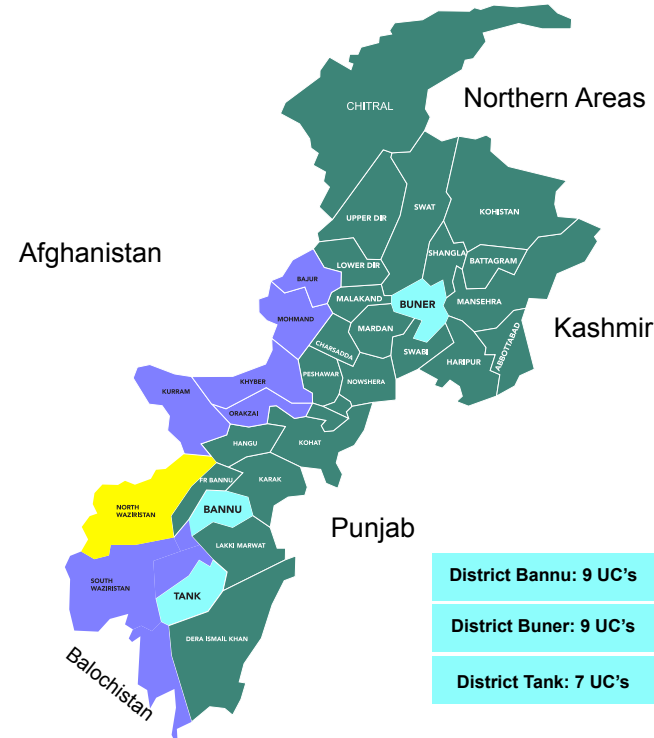 CHITRAL
Northern Areas
SWAT
KOHISTAN
UPPER DIR
Afghanistan
SHANGLA
BATTAGRAM
LOWER DIR
BAJUR
MALAKAND
BUNER
MANSEHRA
MOHMAND
MARDAN
Kashmir
CHARSADDA
SWABI
HARIPUR
ABBOTTABAD
PESHAWAR
NOWSHERA
KHYBER
KURRAM
ORAKZAI
HANGU
KOHAT
FR BANNU
KARAK
NORTH
WAZIRISTAN
BANNU
Punjab
LAKKI MARWAT
SOUTH
WAZIRISTAN
TANK
DERA ISMAIL KHAN
Balochistan
District Bannu: 9 UC's
District Buner: 9 UC's
District Tank: 7 UC's